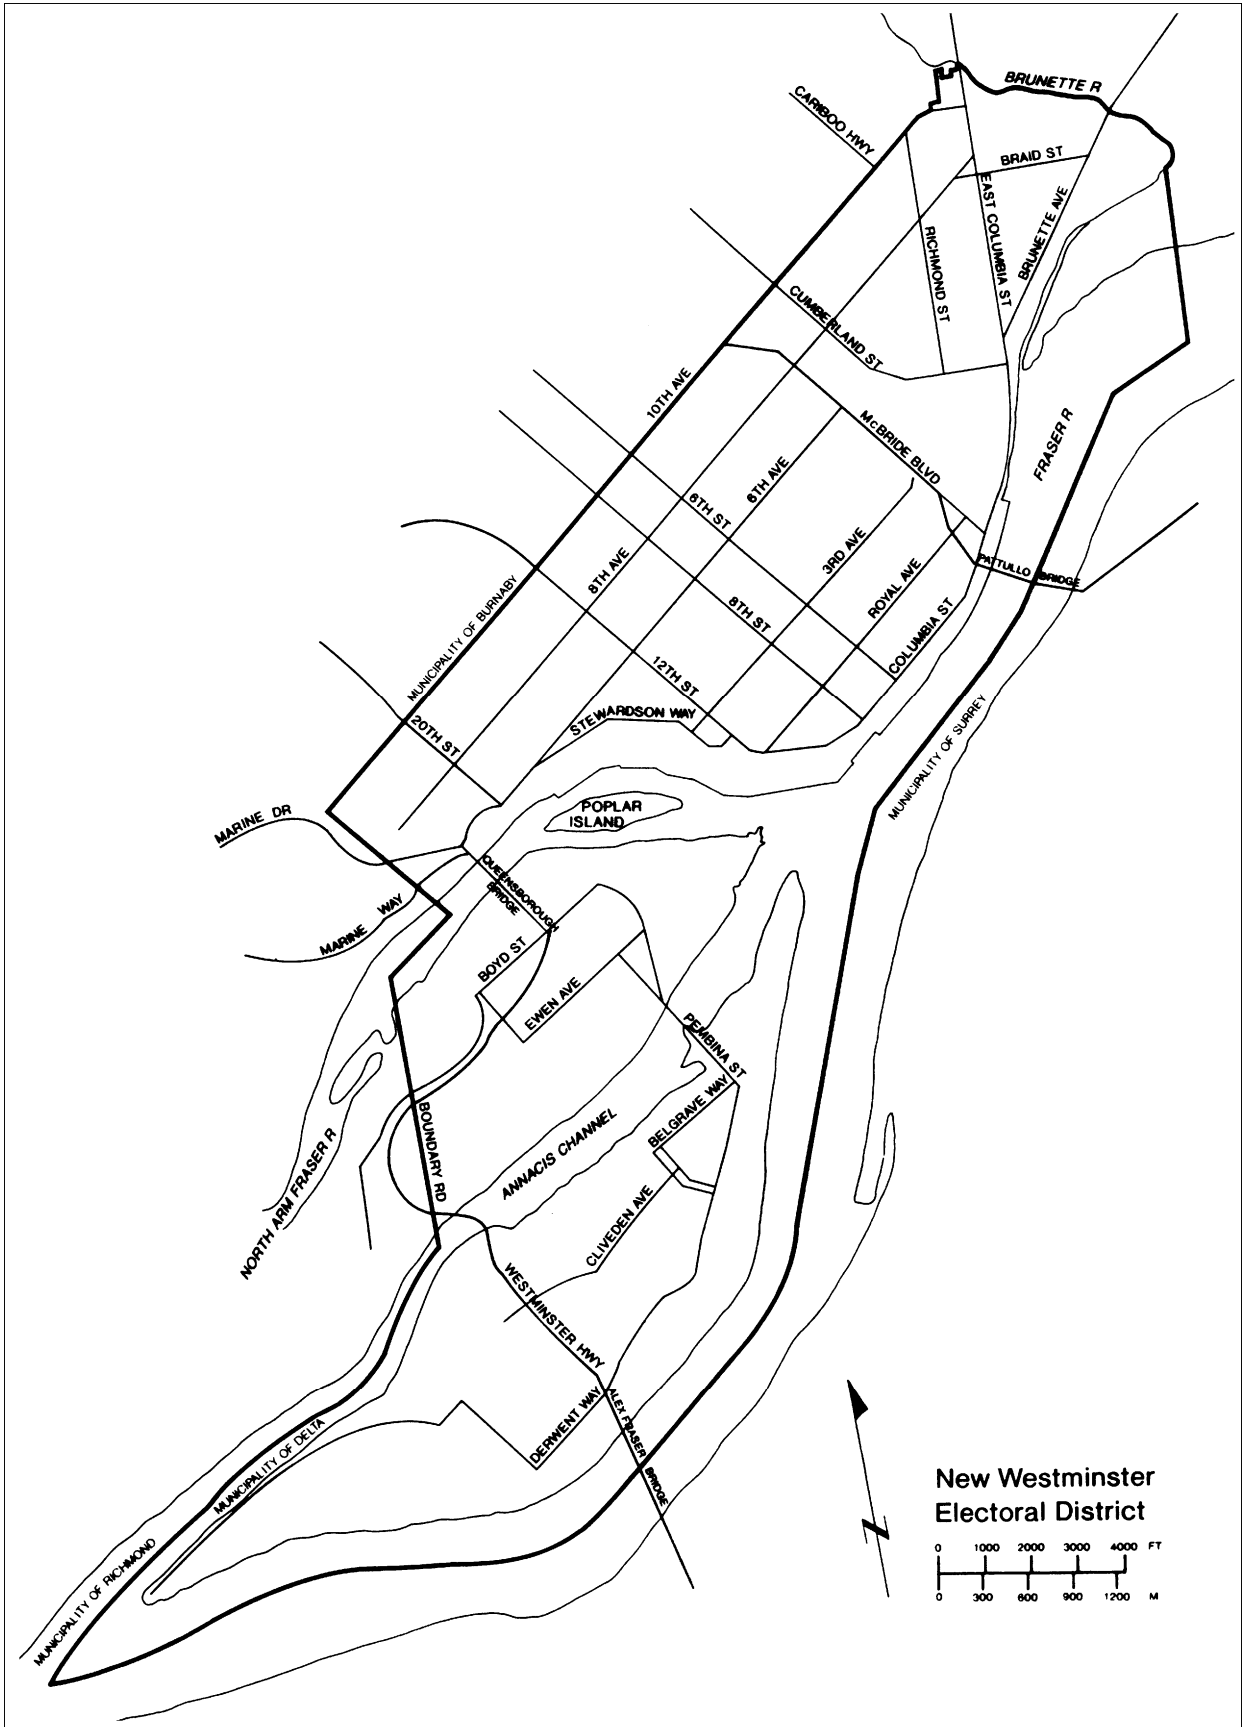 BRUNETTE R
CARIBOO HWY
BRAID ST
EAST COLUMBIA ST
BRUNETTE AVE
RICHMOND ST
CUMBERLAND ST
10TH AVE
McBRIDE BLVD
FRASER R
6TH AVE
6TH ST
3RD AVE
PATTULLO BRIDGE
8TH AVE
ROYAL AVE
MUNICIPALITY OF BURNABY
8TH ST
COLUMBIA ST
12TH ST
STEWARDSON WAY
20TH ST
MUNICIPALITY OF SURREY
POPLAR
ISLAND
MARINE DR
QUEENSBOROUGH
BRIDGE
MARINE WAY
BOYD ST
EWEN AVE
PEMBINA ST
BELGRAVE WAY
BOUNDARY RD
ANNACIS CHANNEL
NORTH ARM FRASER R
CLIVEDEN AVE
WESTMINSTER HWY
DERWENT WAY
ALEX FRASER BRIDGE
MUNICIPALITY OF DELTA
MUNICIPALITY OF RICHMOND
N
New Westminster
Electoral District
0 1000 2000 3000 4000 FT
0 300 600 900 1200 M